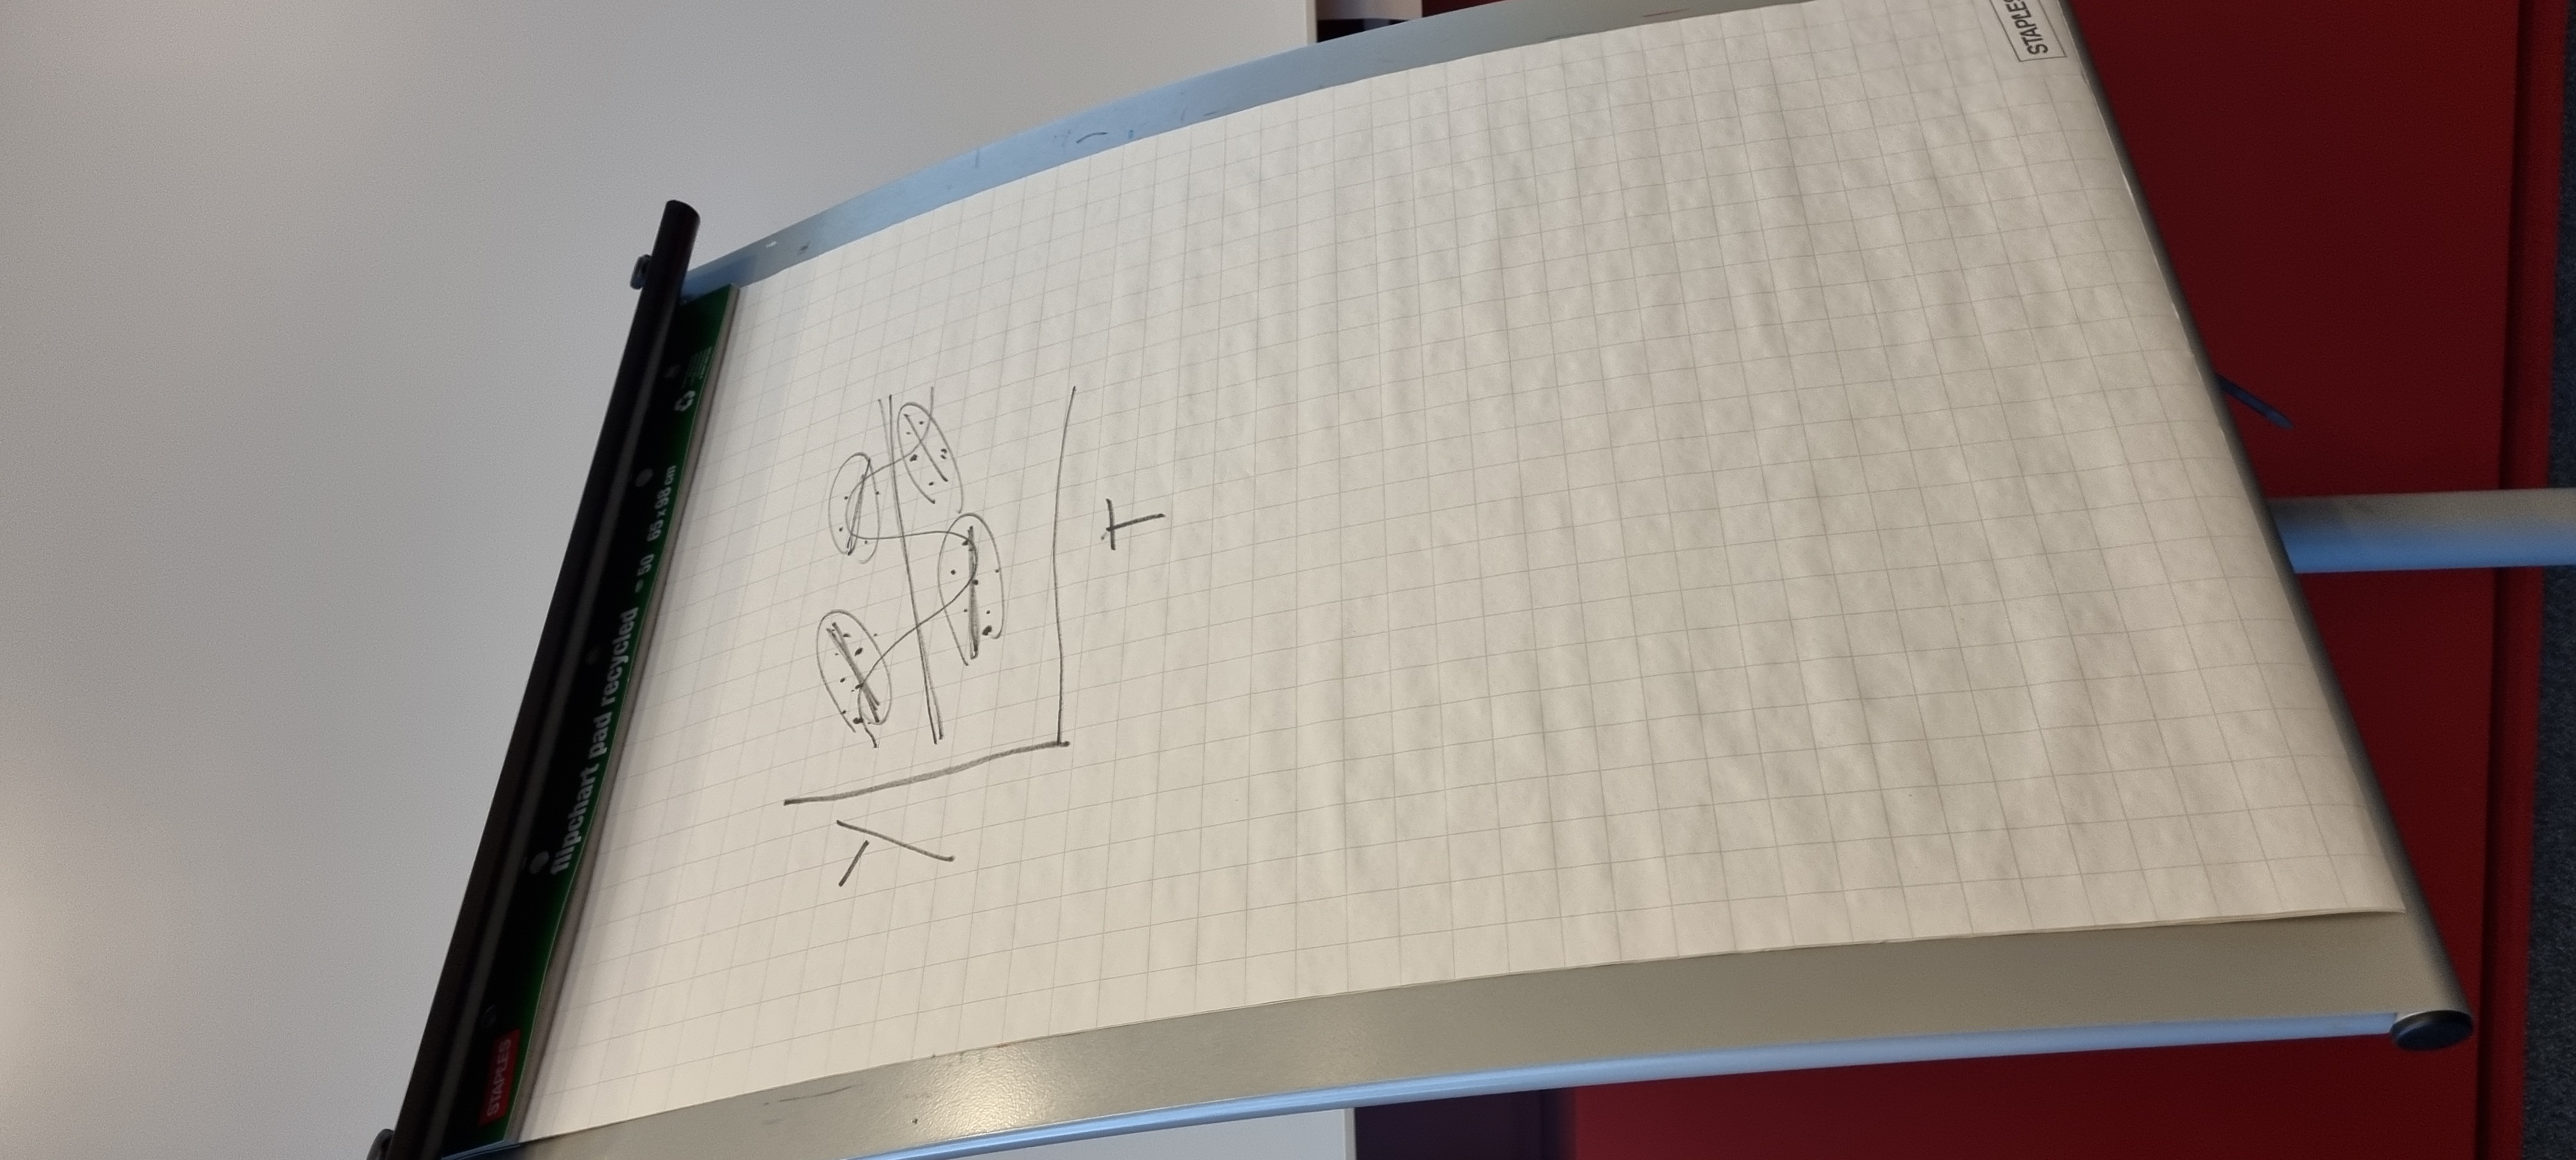 STAPLES
flipchart pad recycled = 50 65 x 98 cm
Y
T
STAPLES